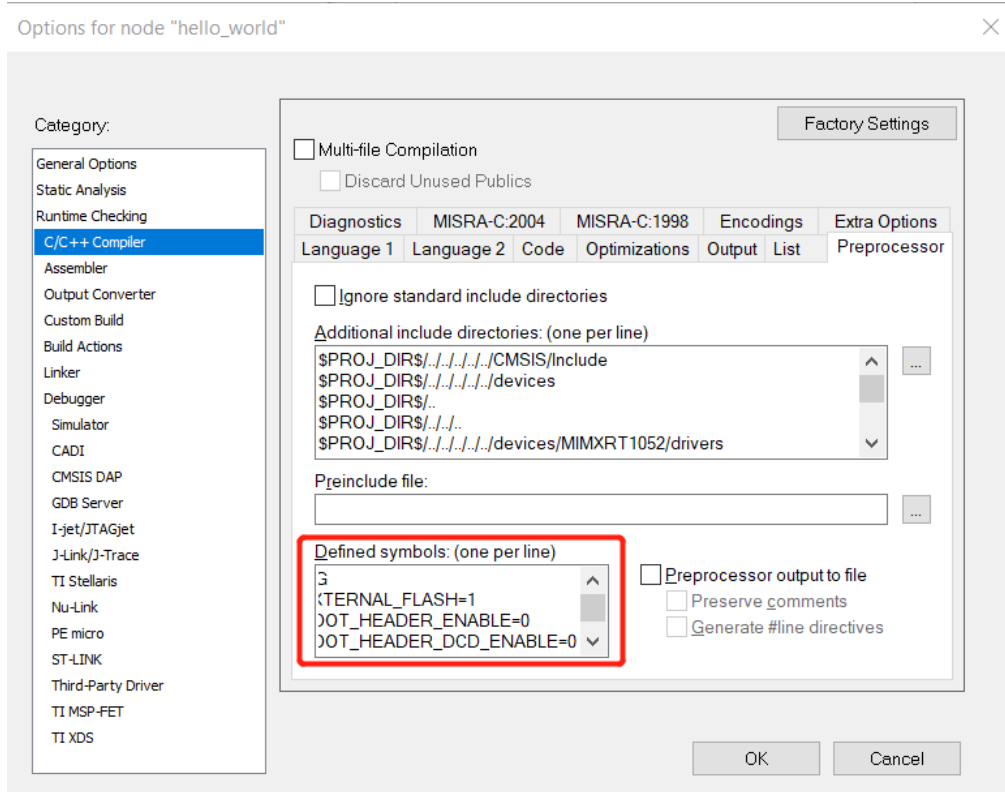 Options for node "hello_world"
Category:
General Options
Static Analysis
Runtime Checking
C/C++ Compiler
Assembler
Output Converter
Custom Build
Build Actions
Linker
Debugger
Simulator
CADI
CMSIS DAP
GDB Server
I-jet/JTAGjet
J-Link/J-Trace
TI Stellaris
Nu-Link
PE micro
ST-LINK
Third-Party Driver
TI MSP-FET
TI XDS
Factory Settings
Multi-file Compilation
Discard Unused Publics
Diagnostics MISRA-C:2004 MISRA-C:1998 Encodings Extra Options
Language 1 Language 2 Code Optimizations Output List Preprocessor
Ignore standard include directories
Additional include directories: (one per line)
$PROJ_DIR$/../../../../../CMSIS/Include
$PROJ_DIR$/../../../../../devices
$PROJ_DIR$/..
$PROJ_DIR$/../../..
$PROJ_DIR$/../../../../../devices/MIMXRT1052/drivers
...
Preinclude file:
...
Defined symbols: (one per line)
G
XTERNAL_FLASH=1
OOT_HEADER_ENABLE=0
OOT_HEADER_DCD_ENABLE=0
Preprocessor output to file
Preserve comments
Generate #line directives
OK Cancel